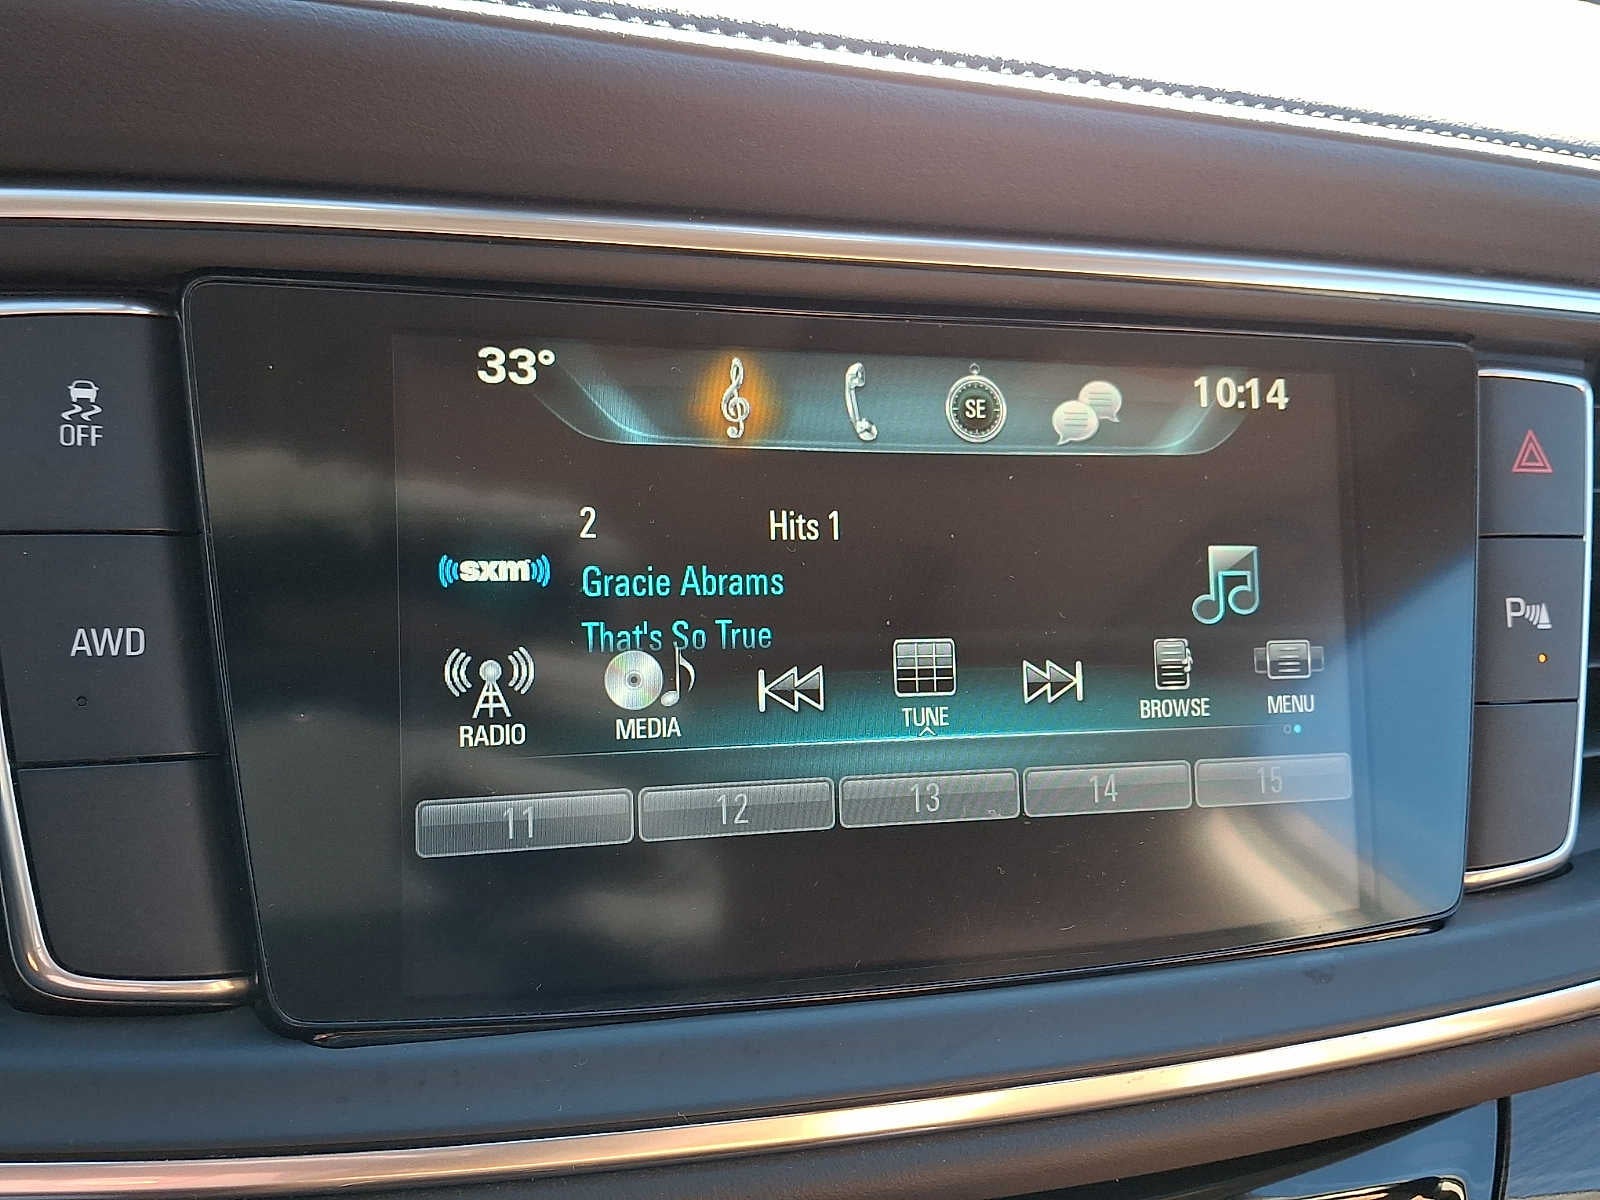 33°
SE
10:14
OFF
AWD
2 Hits 1
sxm
Gracie Abrams
That's So True
RADIO
MEDIA
TUNE
BROWSE
MENU
11
12
13
14
15
P